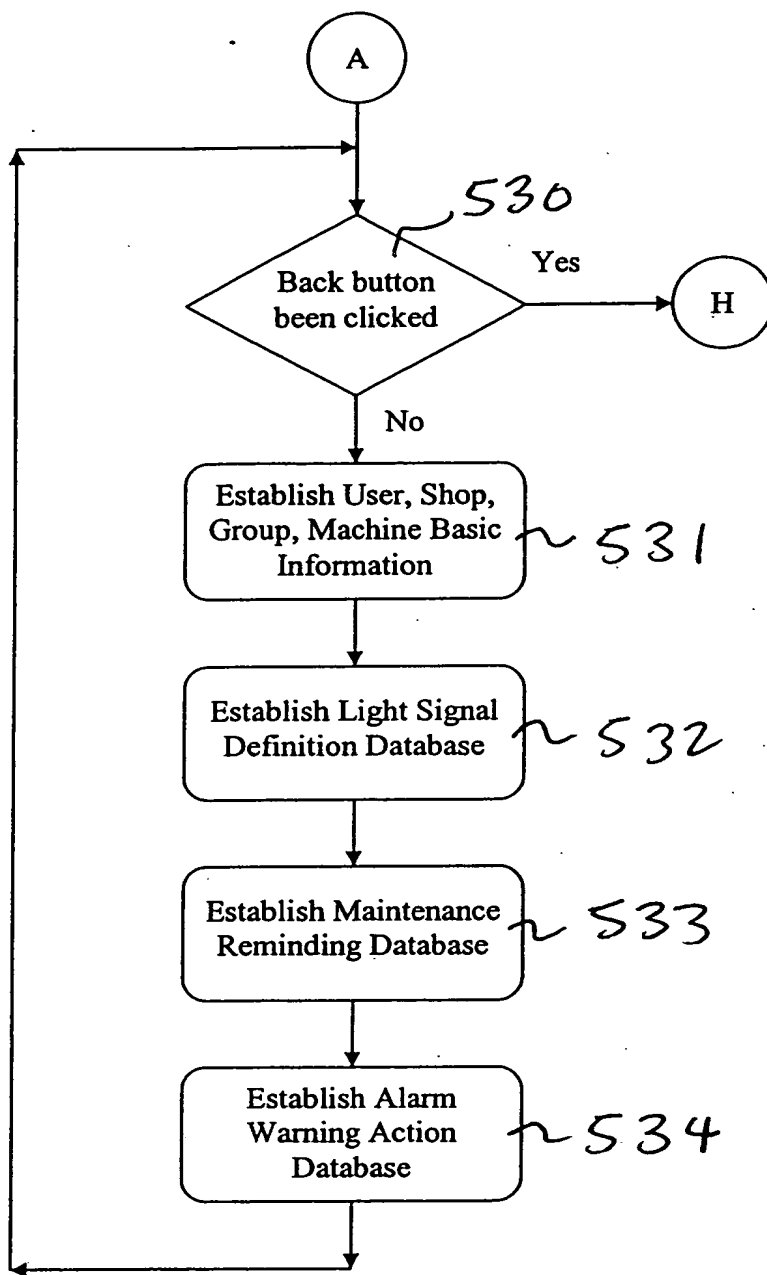 A
530
Back button
been clicked
Yes
H
No
Establish User, Shop,
Group, Machine Basic
Information
531
Establish Light Signal
Definition Database
532
Establish Maintenance
Reminding Database
533
Establish Alarm
Warning Action
Database
534